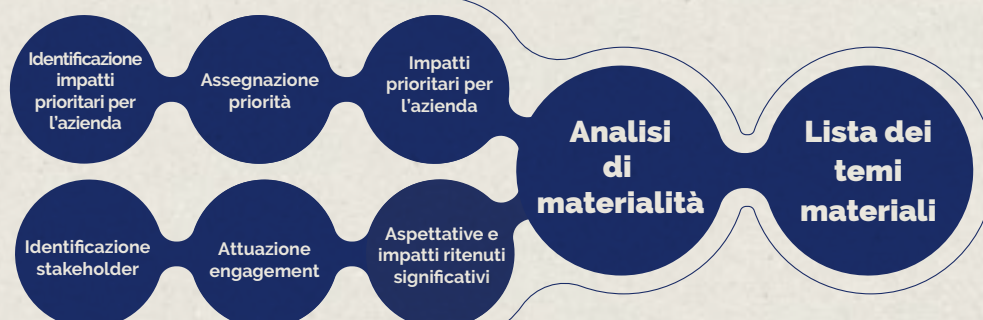 Identificazione
impatti
prioritari per
l'azienda
Assegnazione
priorità
Impatti
prioritari per
l'azienda
Identificazione
stakeholder
Attuazione
engagement
Aspettative e
impatti ritenuti
significativi
Analisi
di
materialità
Lista dei
temi
materiali